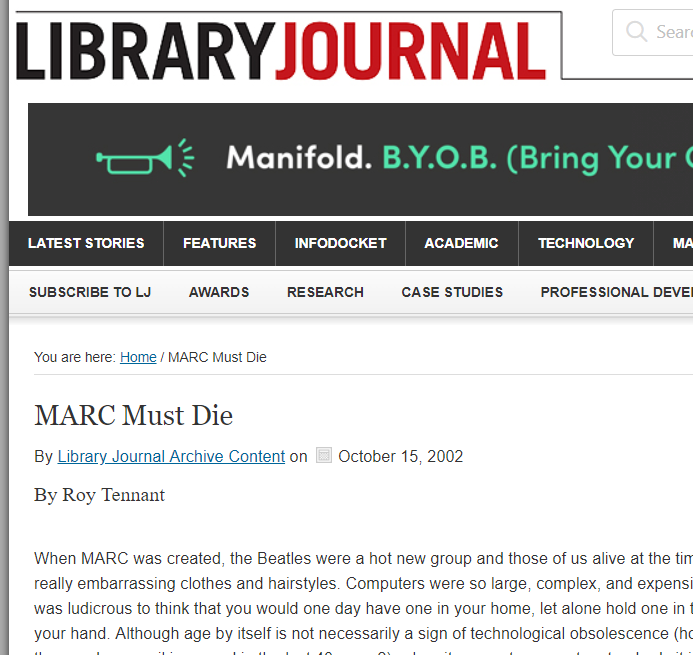 LIBRARYJOURNAL
Manifold. B.Y.O.B. (Bring Your
LATEST STORIES FEATURES INFODOCKET ACADEMIC TECHNOLOGY MA
SUBSCRIBE TO LJ AWARDS RESEARCH CASE STUDIES PROFESSIONAL DEVE
You are here: Home / MARC Must Die
MARC Must Die
By Library Journal Archive Content on October 15, 2002
By Roy Tennant
When MARC was created, the Beatles were a hot new group and those of us alive at the tim
really embarrassing clothes and hairstyles. Computers were so large, complex, and expensi
was ludicrous to think that you would one day have one in your home, let alone hold one in t
your hand. Although age by itself is not necessarily a sign of technological obsolescence (ho